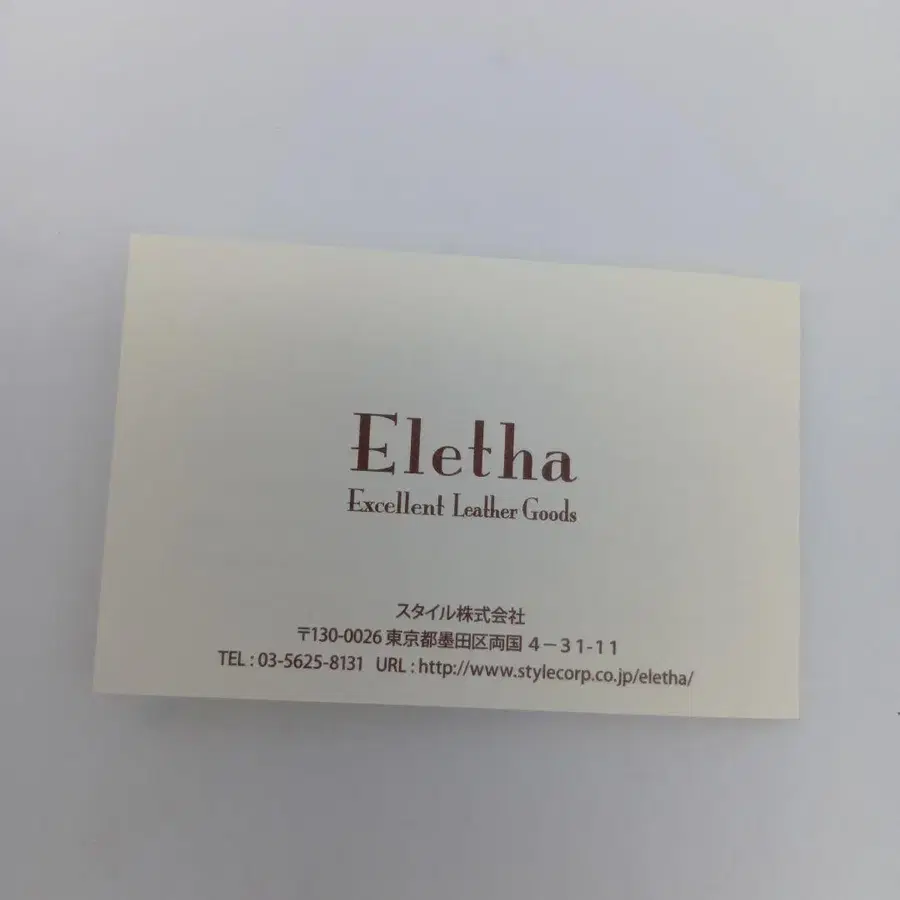 Eletha
Excellent Leather Goods
スタイル株式会社
〒130-0026 東京都墨田区両国 4－31-11
TEL : 03-5625-8131 URL : http://www.stylecorp.co.jp/eletha/